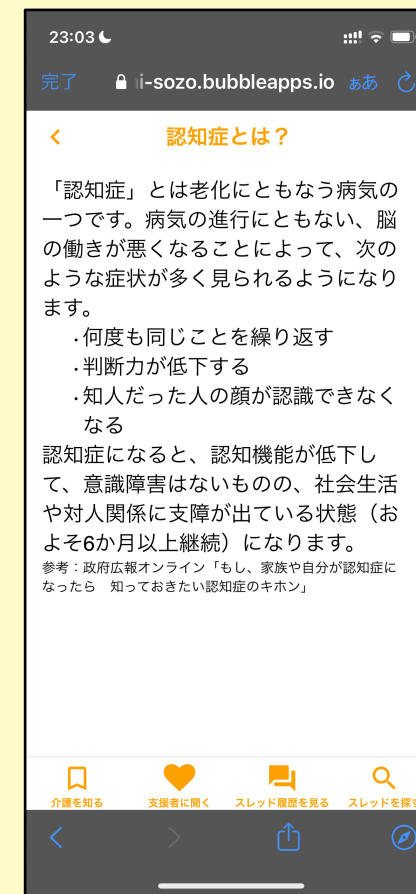 23:03
完了 i-sozo.bubbleapps.io ぁあ
認知症とは？
「認知症」とは老化にともなう病気の
一つです。病気の進行にともない、脳
の働きが悪くなることによって、次の
ような症状が多く見られるようになり
ます。
・何度も同じことを繰り返す
・判断力が低下する
・知人だった人の顔が認識できなく
なる
認知症になると、認知機能が低下し
て、意識障害はないものの、社会生活
や対人関係に支障が出ている状態（お
よそ6か月以上継続）になります。
参考：政府広報オンライン「もし、家族や自分が認知症に
なったら　知っておきたい認知症のキホン」
介護を知る 支援者に聞く スレッド履歴を見る スレッドを探す